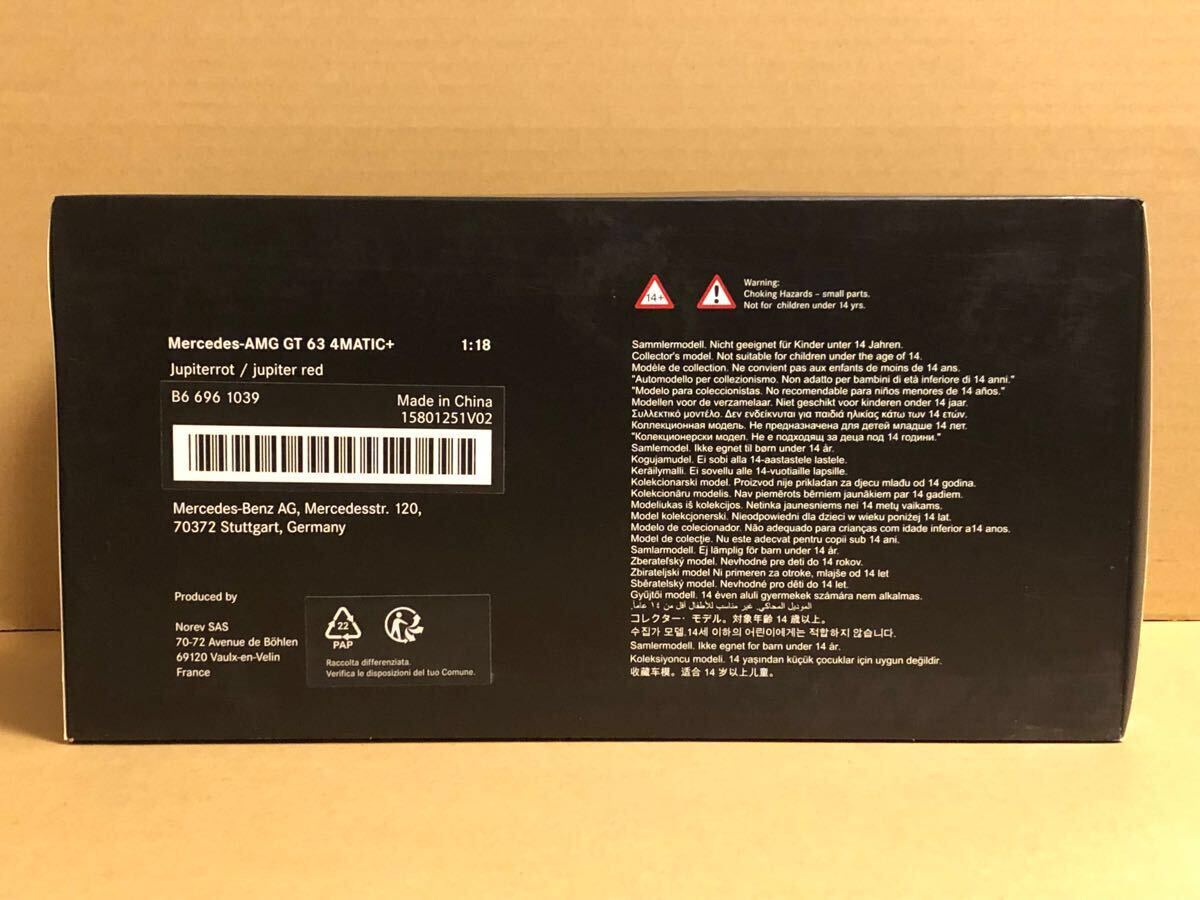 Mercedes-AMG GT 63 4MATIC+ 1:18
Jupiterrot / jupiter red
B6 696 1039
Made in China
15801251V02
Mercedes-Benz AG, Mercedesstr. 120,
70372 Stuttgart, Germany
Produced by
Norev SAS
70-72 Avenue de Böhlen
69120 Vaulx-en-Velin
France
22
PAP
Raccolta differenziata.
Verifica le disposizioni del tuo Comune.
14+
!
Warning:
Choking Hazards - small parts.
Not for children under 14 yrs.
Sammlermodell. Nicht geeignet für Kinder unter 14 Jahren.
Collector's model. Not suitable for children under the age of 14.
Modèle de collection. Ne convient pas aux enfants de moins de 14 ans.
"Automodello per collezionismo. Non adatto per bambini di età inferiore di 14 anni."
"Modelo para coleccionistas. No recomendable para niños menores de 14 años."
Modellen voor de verzamelaar. Niet geschikt voor kinderen onder 14 jaar.
Συλλεκτικό μοντέλο. Δεν ενδείκνυται για παιδιά ηλικίας κάτω των 14 ετών.
Коллекционная модель. Не предназначена для детей младше 14 лет.
"Колекционерски модел. Не е подходящ за деца под 14 години."
Samlemodel. Ikke egnet til børn under 14 år.
Kogujamudel. Ei sobi alla 14-aastastele lastele.
Keräilymalli. Ei sovellu alle 14-vuotiaille lapsille.
Kolekcionarski model. Proizvod nije prikladan za djecu mlađu od 14 godina.
Kolekcionāru modelis. Nav piemērots bērniem jaunākiem par 14 gadiem.
Modeliukas iš kolekcijos. Netinka jaunesniems nei 14 metų vaikams.
Model kolekcjonerski. Nieodpowiedni dla dzieci w wieku poniżej 14 lat.
Modelo de colecionador. Não adequado para crianças com idade inferior a14 anos.
Model de colecţie. Nu este adecvat pentru copii sub 14 ani.
Samlarmodell. Ej lämplig för barn under 14 år.
Zberateľský model. Nevhodné pre deti do 14 rokov.
Zbirateljski model Ni primeren za otroke, mlajše od 14 let
Sběratelský model. Nevhodné pro děti do 14 let.
Gyűjtői modell. 14 éven aluli gyermekek számára nem alkalmas.
الموديل المحاكي. غير مناسب للأطفال أقل من ١٤ عاماً.
コレクター・モデル。対象年齢 14 歳以上。
수집가 모델.14세 이하의 어린이에게는 적합하지 않습니다.
Samlermodell. Ikke egnet for barn under 14 år.
Koleksiyoncu modeli. 14 yaşından küçük çocuklar için uygun değildir.
收藏车模。适合 14 岁以上儿童。